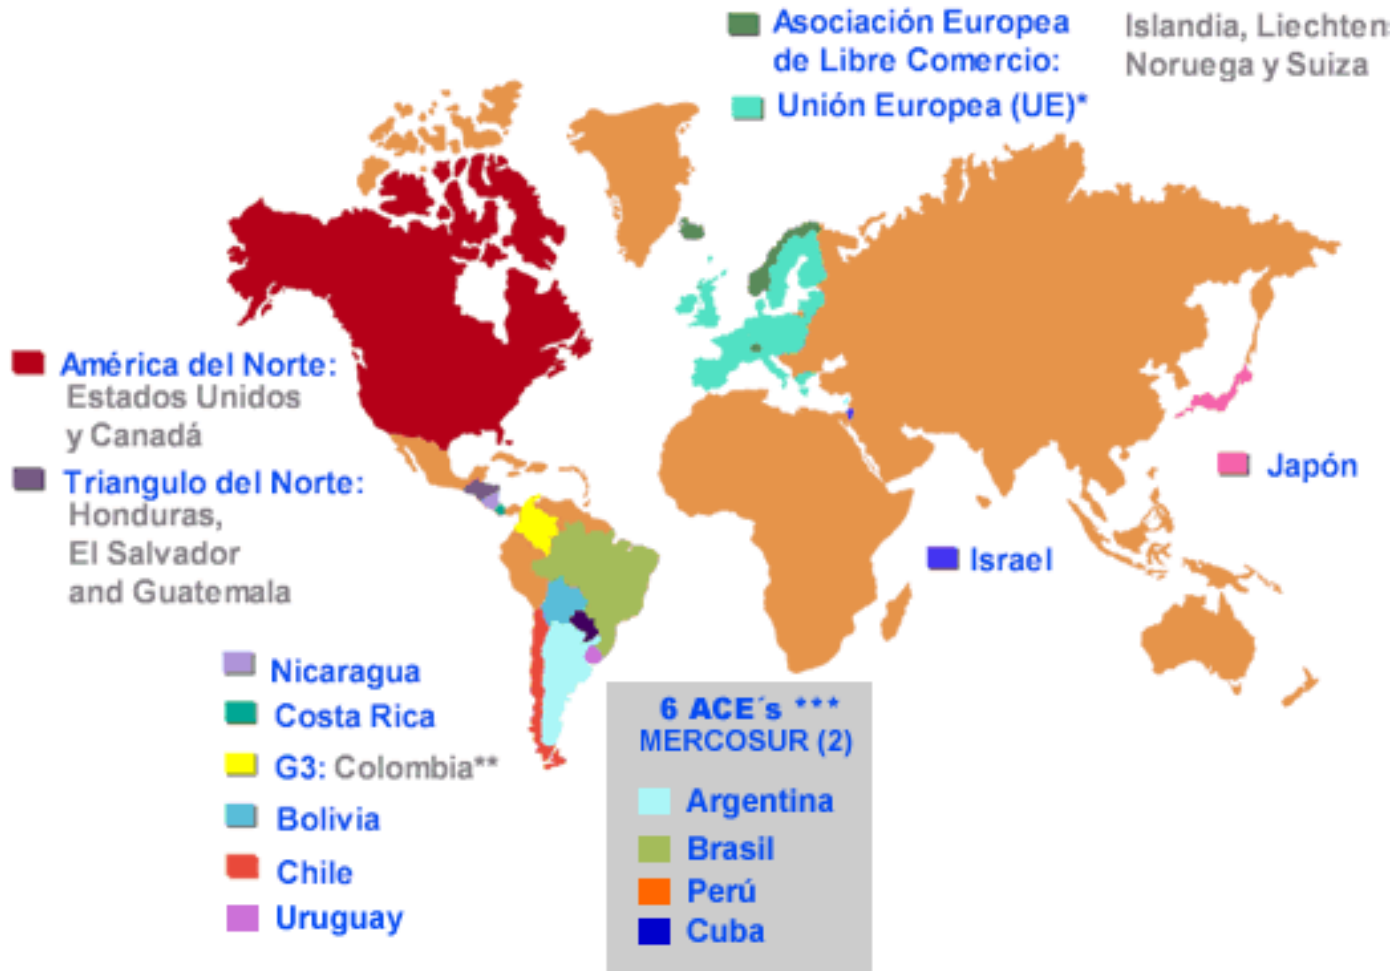 Asociación Europea
de Libre Comercio:
Islandia, Liechten
Noruega y Suiza
Unión Europea (UE)*
América del Norte:
Estados Unidos
y Canadá
Triangulo del Norte:
Honduras,
El Salvador
and Guatemala
Japón
Israel
Nicaragua
Costa Rica
G3: Colombia**
Bolivia
Chile
Uruguay
6 ACE´s ***
MERCOSUR (2)
Argentina
Brasil
Perú
Cuba